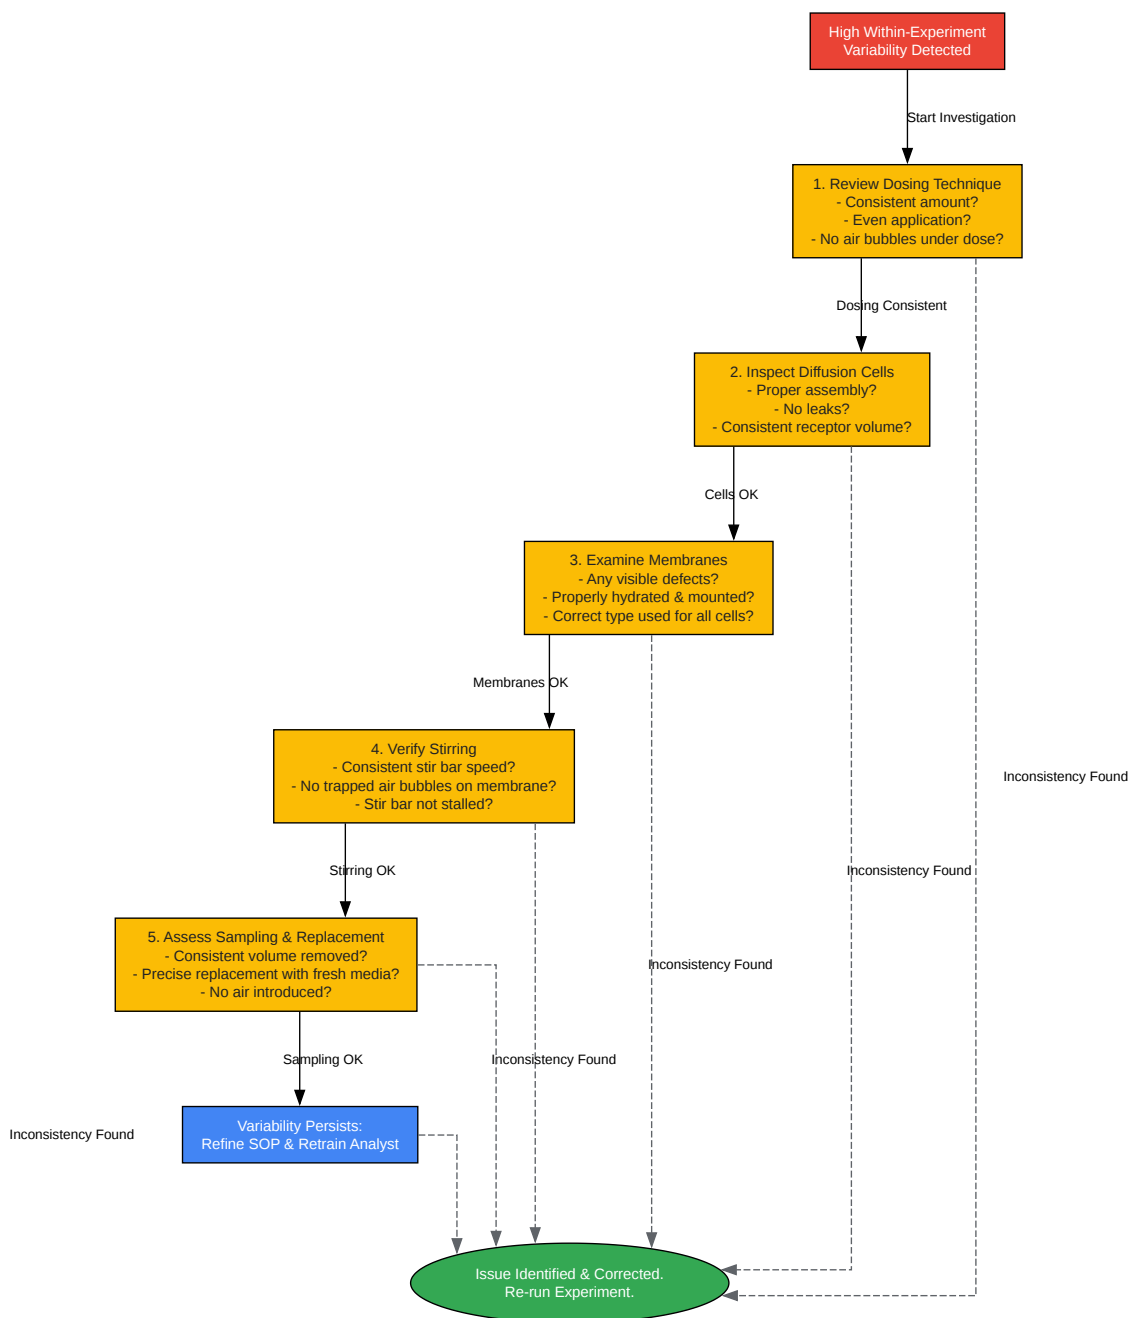 High Within-Experiment
Variability Detected
Start Investigation
1. Review Dosing Technique
- Consistent amount?
- Even application?
- No air bubbles under dose?
Dosing Consistent
2. Inspect Diffusion Cells
- Proper assembly?
- No leaks?
- Consistent receptor volume?
Cells OK
3. Examine Membranes
- Any visible defects?
- Properly hydrated & mounted?
- Correct type used for all cells?
Membranes OK
4. Verify Stirring
- Consistent stir bar speed?
- No trapped air bubbles on membrane?
- Stir bar not stalled?
Inconsistency Found
Stirring OK
Inconsistency Found
5. Assess Sampling & Replacement
- Consistent volume removed?
- Precise replacement with fresh media?
- No air introduced?
Inconsistency Found
Sampling OK
Inconsistency Found
Variability Persists:
Refine SOP & Retrain Analyst
Inconsistency Found
Issue Identified & Corrected.
Re-run Experiment.